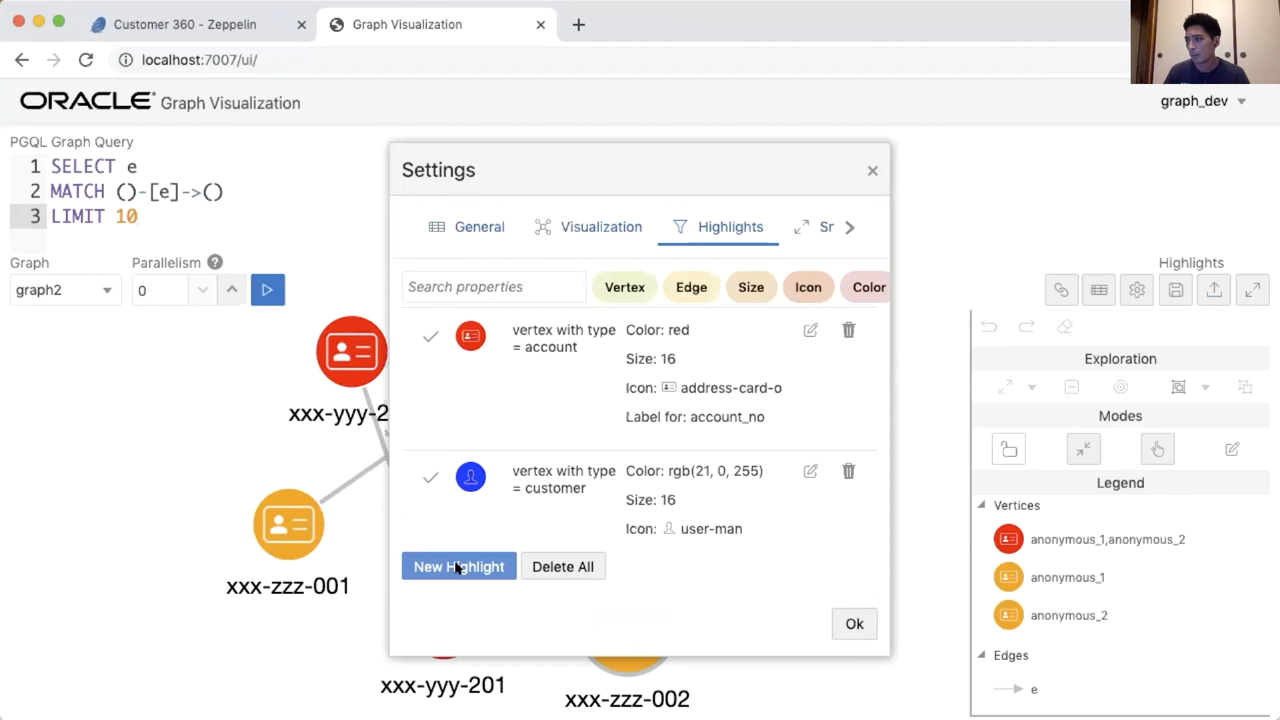 Customer 360 - Zeppelin
Graph Visualization
localhost:7007/ui/
ORACLE Graph Visualization
graph_dev
PGQL Graph Query
1 SELECT e
2 MATCH ()-[e]->()
3 LIMIT 10
Graph
Parallelism
graph2
0
Highlights
Settings
General
Visualization
Highlights
Search properties
Vertex
Edge
Size
Icon
Color
vertex with type
= account
Color: red
Size: 16
Icon: address-card-o
Label for: account_no
vertex with type
= customer
Color: rgb(21, 0, 255)
Size: 16
Icon: user-man
New Highlight
Delete All
Ok
xxx-yyy-2
xxx-zzz-001
xxx-yyy-201
xxx-zzz-002
Exploration
Modes
Legend
Vertices
anonymous_1,anonymous_2
anonymous_1
anonymous_2
Edges
e